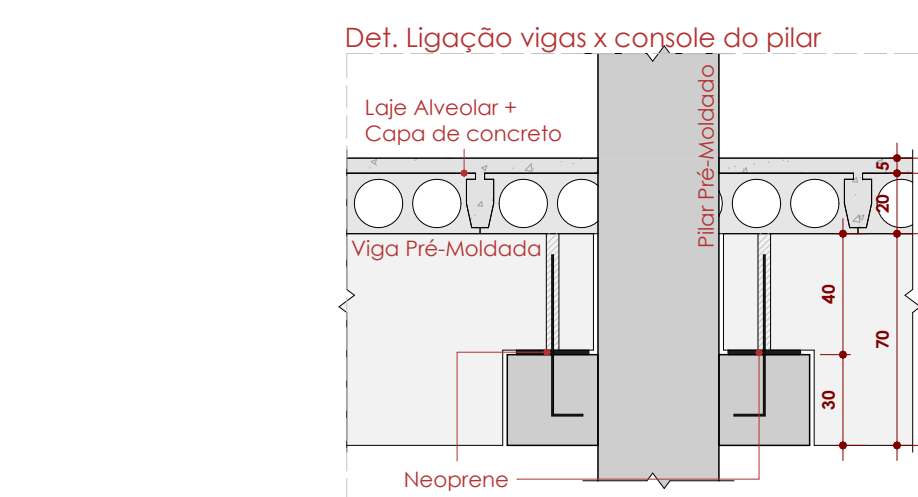 Det. Ligação vigas x console do pilar
Laje Alveolar +
Capa de concreto
Pilar Pré-Moldado
5
20
Viga Pré-Moldada
40
70
30
Neoprene